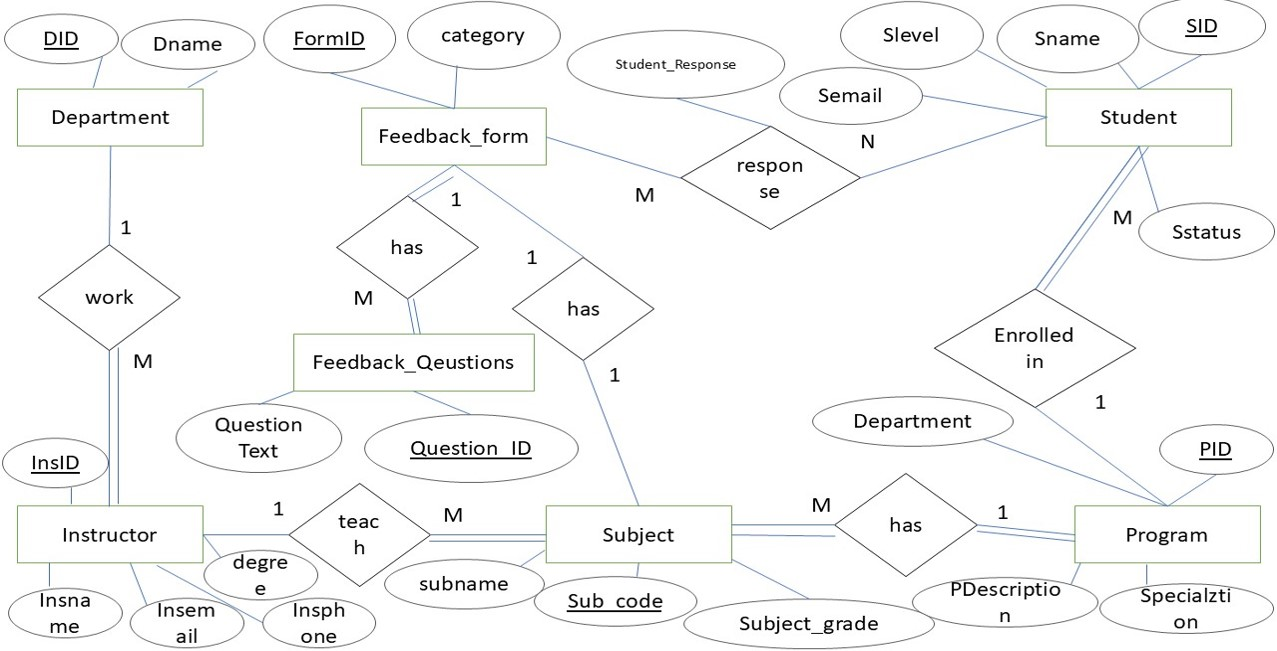 DID
Dname
FormID
category
Student_Response
Slevel
Sname
SID
Semail
Department
Feedback_form
Student
N
respon
se
M
1
1
M
Sstatus
has
work
M
1
has
M
Feedback_Qeustions
1
Enrolled
in
1
Question
Text
Question_ID
Department
PID
InsID
Instructor
1
teac
h
M
Subject
M
has
1
Program
degre
e
subname
Sub_code
Subject_grade
PDescriptio
n
Specialzti
on
Insna
me
Insem
ail
Insph
one